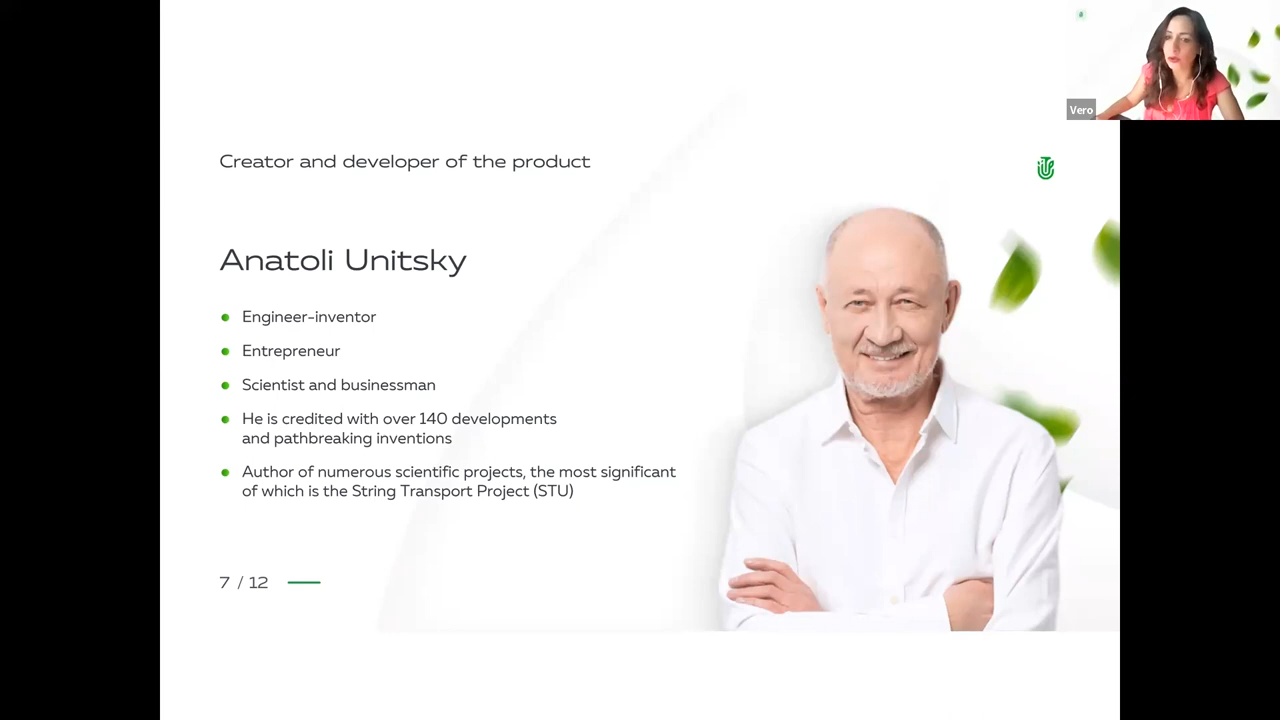 Vero
Creator and developer of the product
Anatoli Unitsky
Engineer-inventor
Entrepreneur
Scientist and businessman
He is credited with over 140 developments
and pathbreaking inventions
Author of numerous scientific projects, the most significant
of which is the String Transport Project (STU)
7 / 12